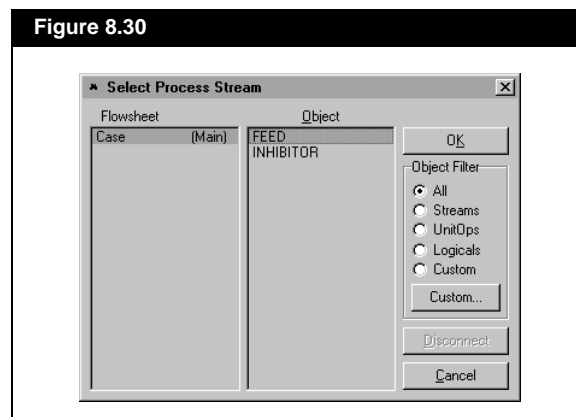 Figure 8.30
Select Process Stream
Flowsheet
Object
Case (Main)
FEED
INHIBITOR
OK
Object Filter
All
Streams
UnitOps
Logicals
Custom
Custom...
Disconnect
Cancel